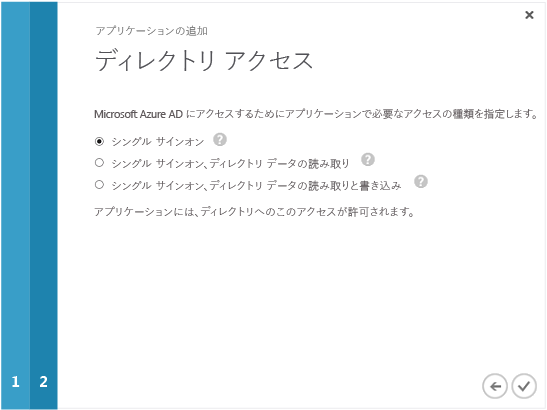 アプリケーションの追加
ディレクトリ アクセス
Microsoft Azure AD にアクセスするためにアプリケーションで必要なアクセスの種類を指定します。
シングル サインオン ?
シングル サインオン、ディレクトリ データの読み取り ?
シングル サインオン、ディレクトリ データの読み取りと書き込み ?
アプリケーションには、ディレクトリへのこのアクセスが許可されます。
1 2